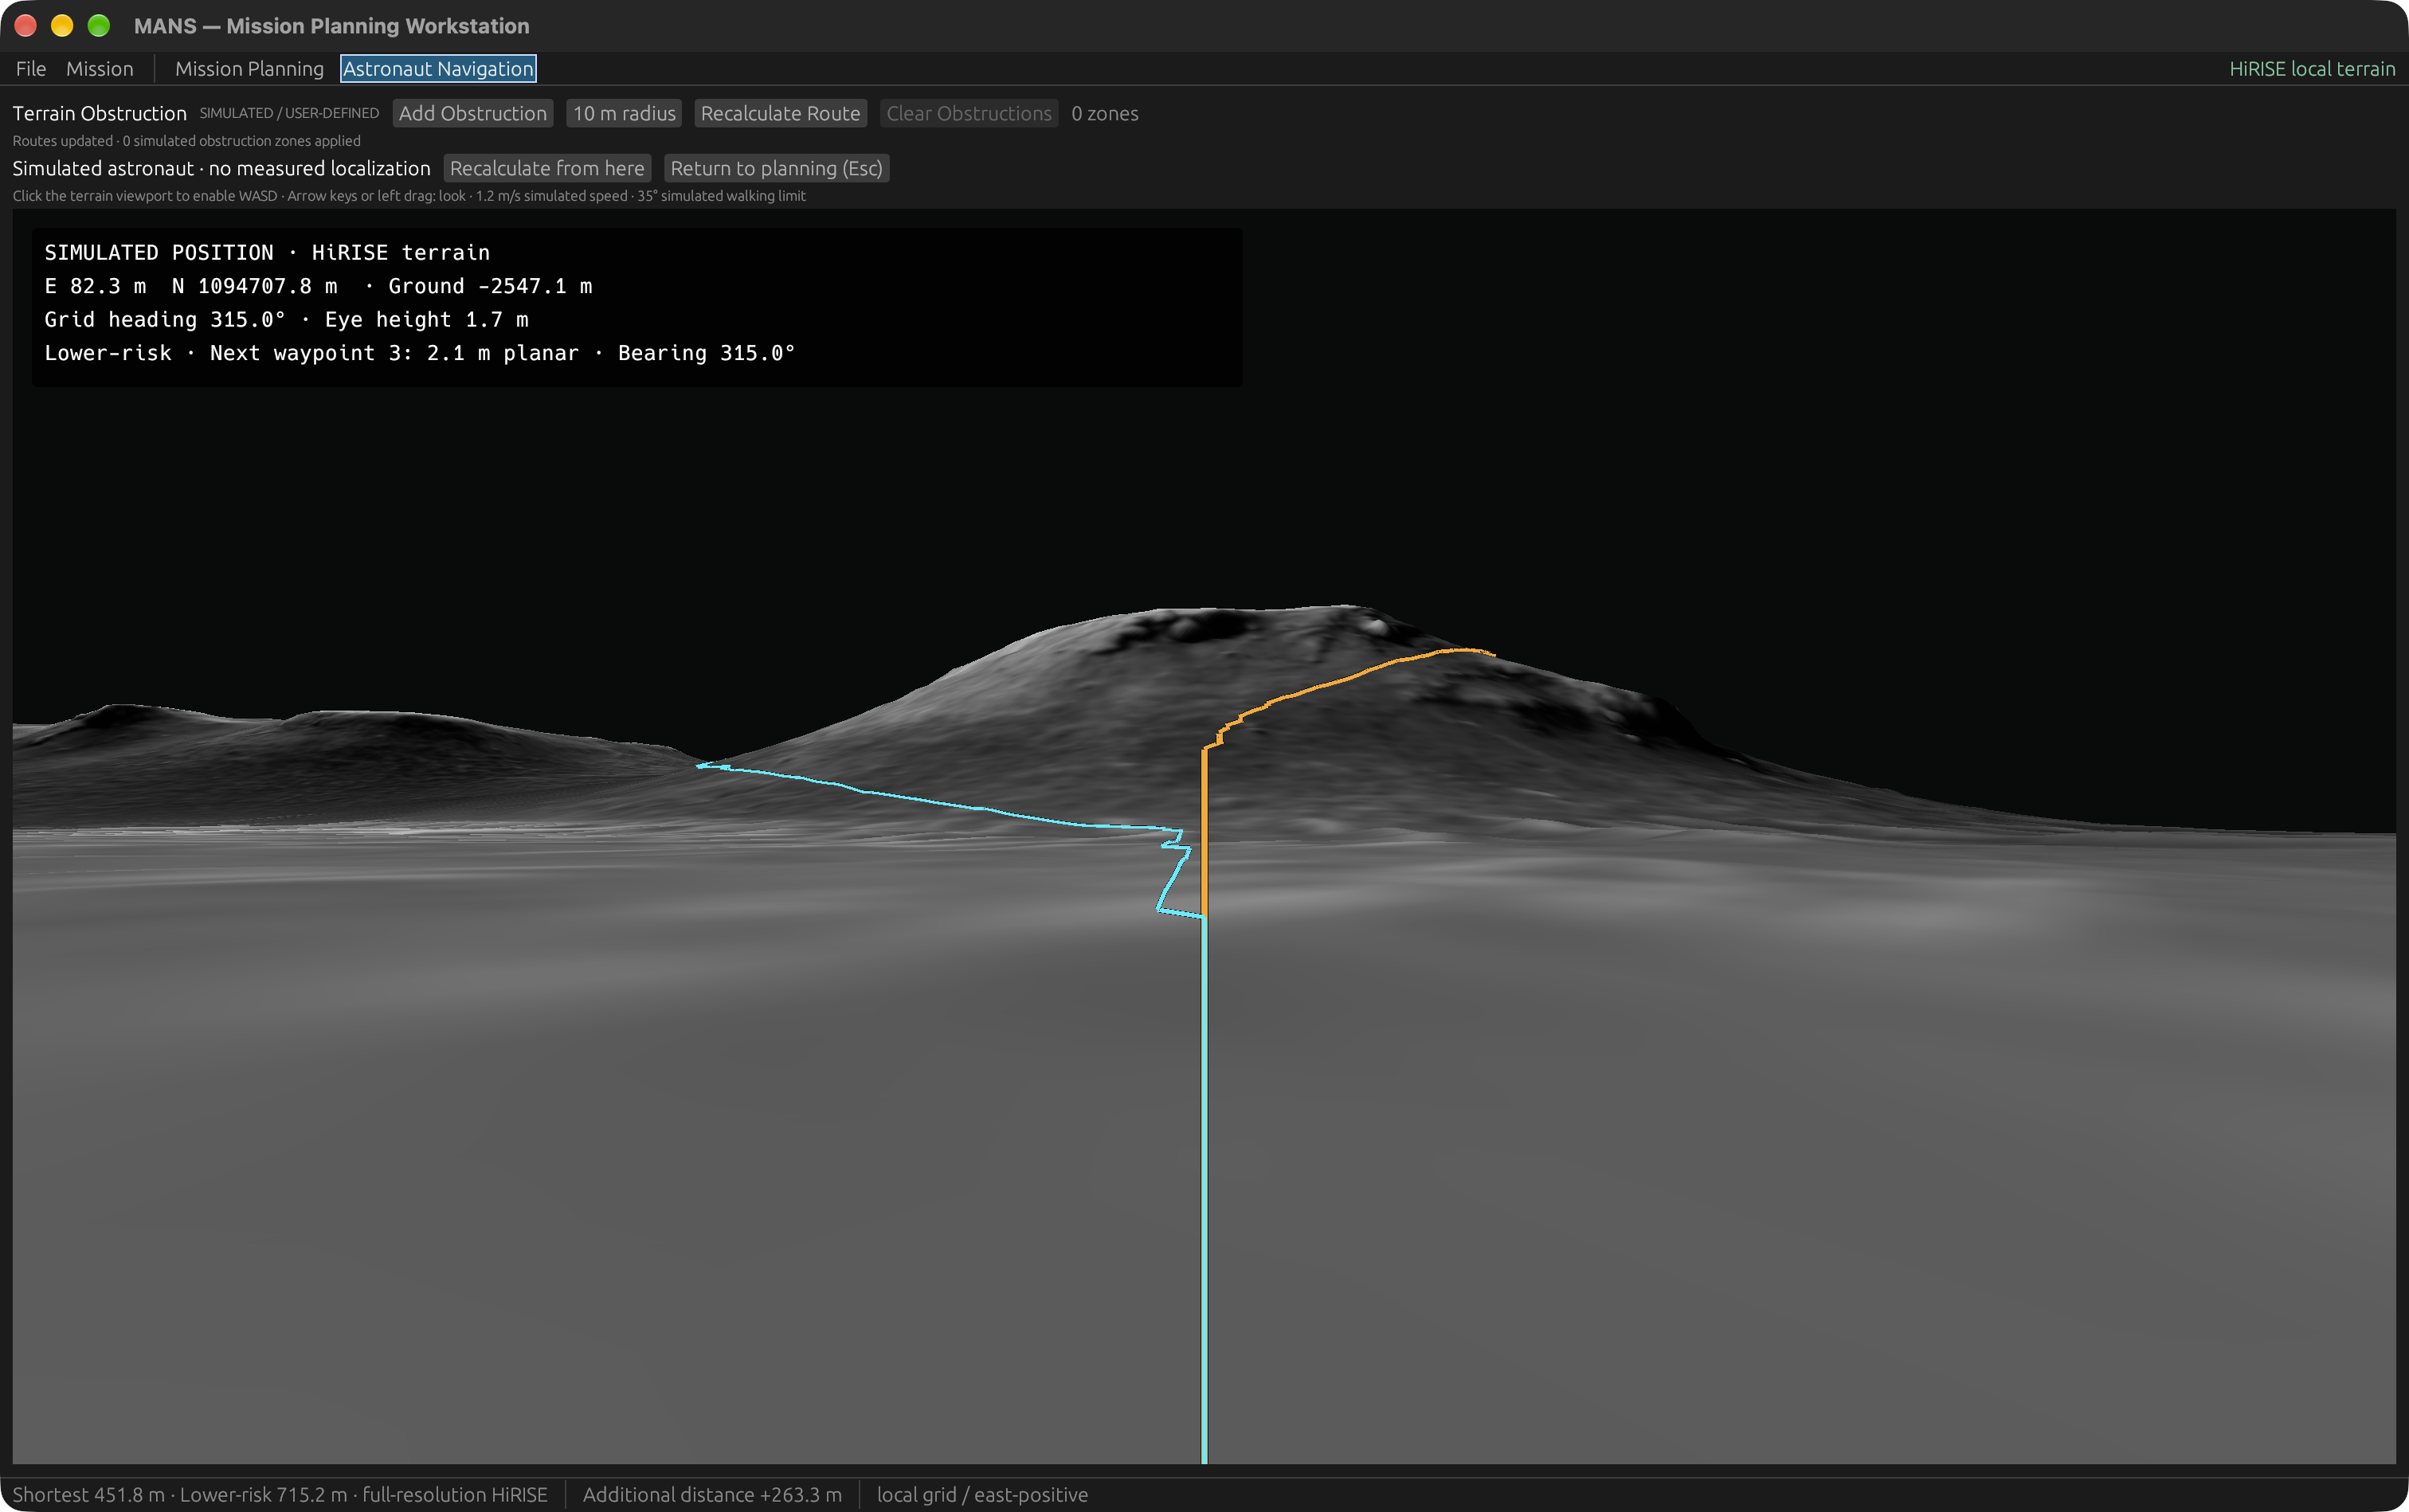 MANS — Mission Planning Workstation
File Mission Mission Planning Astronaut Navigation HiRISE local terrain
Terrain Obstruction SIMULATED / USER-DEFINED Add Obstruction 10 m radius Recalculate Route Clear Obstructions 0 zones
Routes updated · 0 simulated obstruction zones applied
Simulated astronaut · no measured localization Recalculate from here Return to planning (Esc)
Click the terrain viewport to enable WASD · Arrow keys or left drag: look · 1.2 m/s simulated speed · 35° simulated walking limit
SIMULATED POSITION · HiRISE terrain
E 82.3 m N 1094707.8 m · Ground -2547.1 m
Grid heading 315.0° · Eye height 1.7 m
Lower-risk · Next waypoint 3: 2.1 m planar · Bearing 315.0°
Shortest 451.8 m · Lower-risk 715.2 m · full-resolution HiRISE Additional distance +263.3 m local grid / east-positive